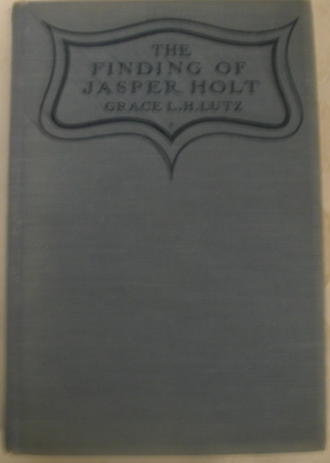 THE
FINDING OF
JASPER HOLT
GRACE L.H.LUTZ